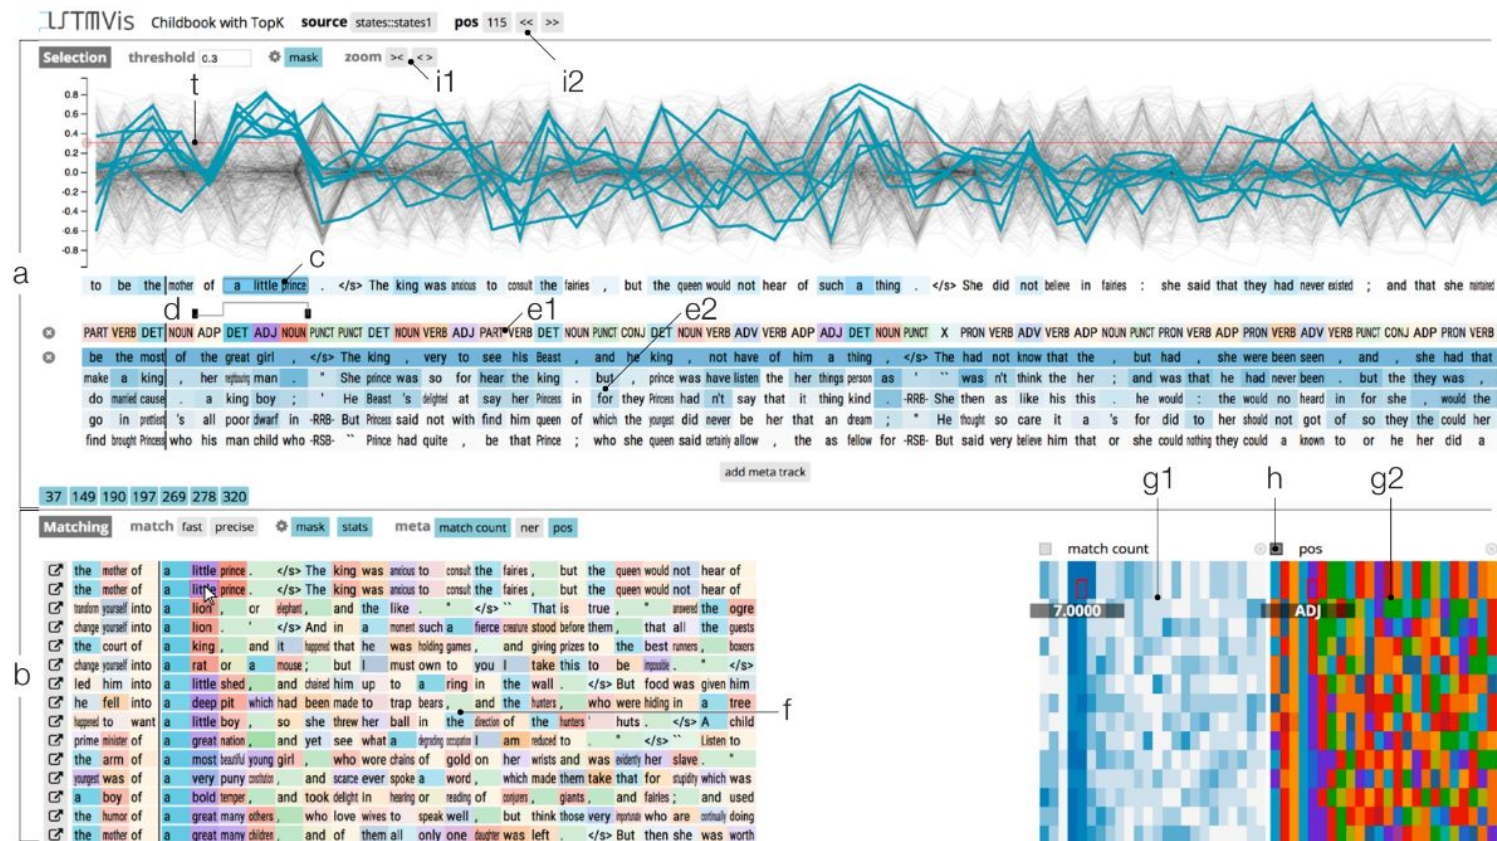 LSTMVis Childbook with TopK source states::states1 pos 115 << >>
Selection threshold 0.3 mask zoom >< <>
t
i1
i2
0.8
0.6
0.4
0.2
0.0
-0.2
-0.4
-0.6
-0.8
a
c
to be the mother of a little prince . </s> The king was anxious to consult the fairies , but the queen would not hear of such a thing . </s> She did not believe in fairies : she said that they had never existed ; and that she maintained
d
e1
e2
PART VERB DET NOUN ADP DET ADJ NOUN PUNCT PUNCT DET NOUN VERB ADJ PART VERB DET NOUN PUNCT CONJ DET NOUN VERB ADV VERB ADP ADJ DET NOUN PUNCT X PRON VERB ADV VERB ADP NOUN PUNCT PRON VERB ADP PRON VERB ADV VERB PUNCT CONJ ADP PRON VERB
be the most of the great girl , </s> The king , very to see his Beast , and he king , not have of him a thing , </s> The had not know that the , but had , she were been seen , and , she had that
make a king , her neighbouring man . " She prince was so for hear the king . but , prince was have listen the her things person as ' `` was n't think the her ; and was that he had never been . but the they was ,
do married cause . a king boy ; ' He Beast 's delighted at say her Princess in for they Princess had n't say that it thing kind . -RRB- She then as like his this . he would : the would no heard in for she , would the
go in prettiest 's all poor dwarf in -RRB- But Princess said not with find him queen of which the youngest did never be her that an dream ; " He thought so care it a 's for did to her should not got of so they the could her
find brought Princess who his man child who -RSB- `` Prince had quite , be that Prince ; who she queen said certainly allow , the as fellow for -RSB- But said very believe him that or she could nothing they could a known to or he her did a
add meta track
37 149 190 197 269 278 320
g1
h
g2
Matching match fast precise mask stats meta match count ner pos
match count
pos
b
the mother of a little prince . </s> The king was anxious to consult the fairies , but the queen would not hear of
the mother of a little prince . </s> The king was anxious to consult the fairies , but the queen would not hear of
transform yourself into a lion , or elephant , and the like . " </s> `` That is true , " answered the ogre
change yourself into a lion . ' </s> And in a moment such a fierce creature stood before them , that all the guests
the court of a king , and it happened that he was holding games , and giving prizes to the best runners , boxers
change yourself into a rat or a mouse ; but I must own to you I take this to be impossible . " </s>
led him into a little shed , and chained him up to a ring in the wall . </s> But food was given him
he fell into a deep pit which had been made to trap bears , and the hunters , who were hiding in a tree
happened to want a little boy , so she threw her ball in the direction of the hunters ' huts . </s> A child
prime minister of a great nation , and yet see what a degrading occupation I am reduced to . " </s> `` Listen to
the arm of a most beautiful young girl , who wore chains of gold on her wrists and was evidently her slave . "
youngest was of a very puny constitution , and scarce ever spoke a word , which made them take that for stupidity which was
a boy of a bold temper , and took delight in hearing or reading of conjurers , giants , and fairies ; and used
the humor of a great many others , who love wives to speak well , but think those very importunate who are continually doing
the mother of a great many children , and of them all only one daughter was left . </s> But then she was worth
f
7.0000
ADJ